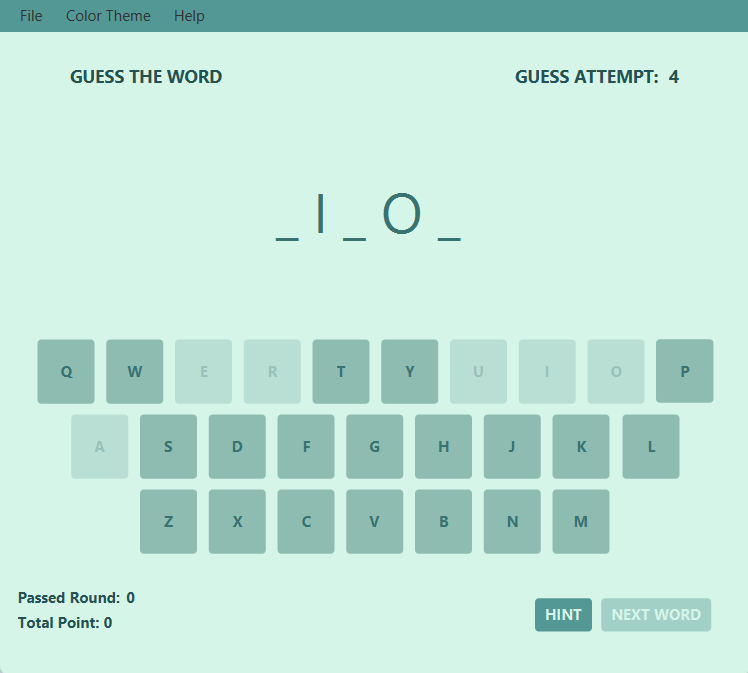 File Color Theme Help
GUESS THE WORD GUESS ATTEMPT: 4
_ I _ O _
Q W E R T Y U I O P
A S D F G H J K L
Z X C V B N M
Passed Round: 0
HINT NEXT WORD
Total Point: 0